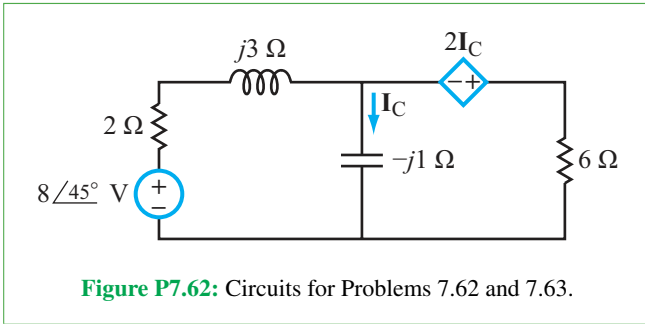 j3 Ω
2I_C
2 Ω
I_C
−j1 Ω
6 Ω
8∠45° V
+
−
− +
Figure P7.62: Circuits for Problems 7.62 and 7.63.